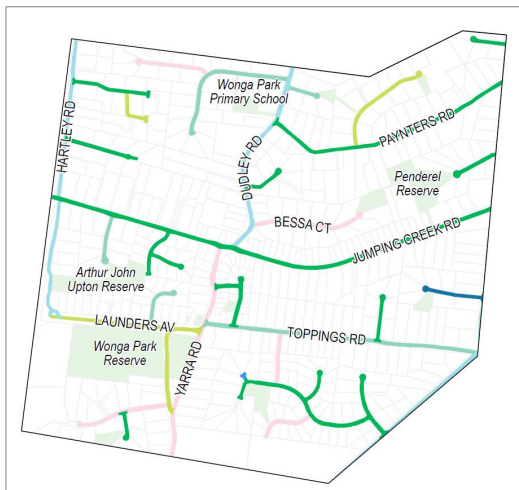 Wonga Park
Primary School
HARTLEY RD
DUDLEY RD
PAYNTERS RD
Penderel
Reserve
BESSA CT
JUMPING CREEK RD
Arthur John
Upton Reserve
LAUNDERS AV
TOPPINGS RD
Wonga Park
Reserve
YARRA RD